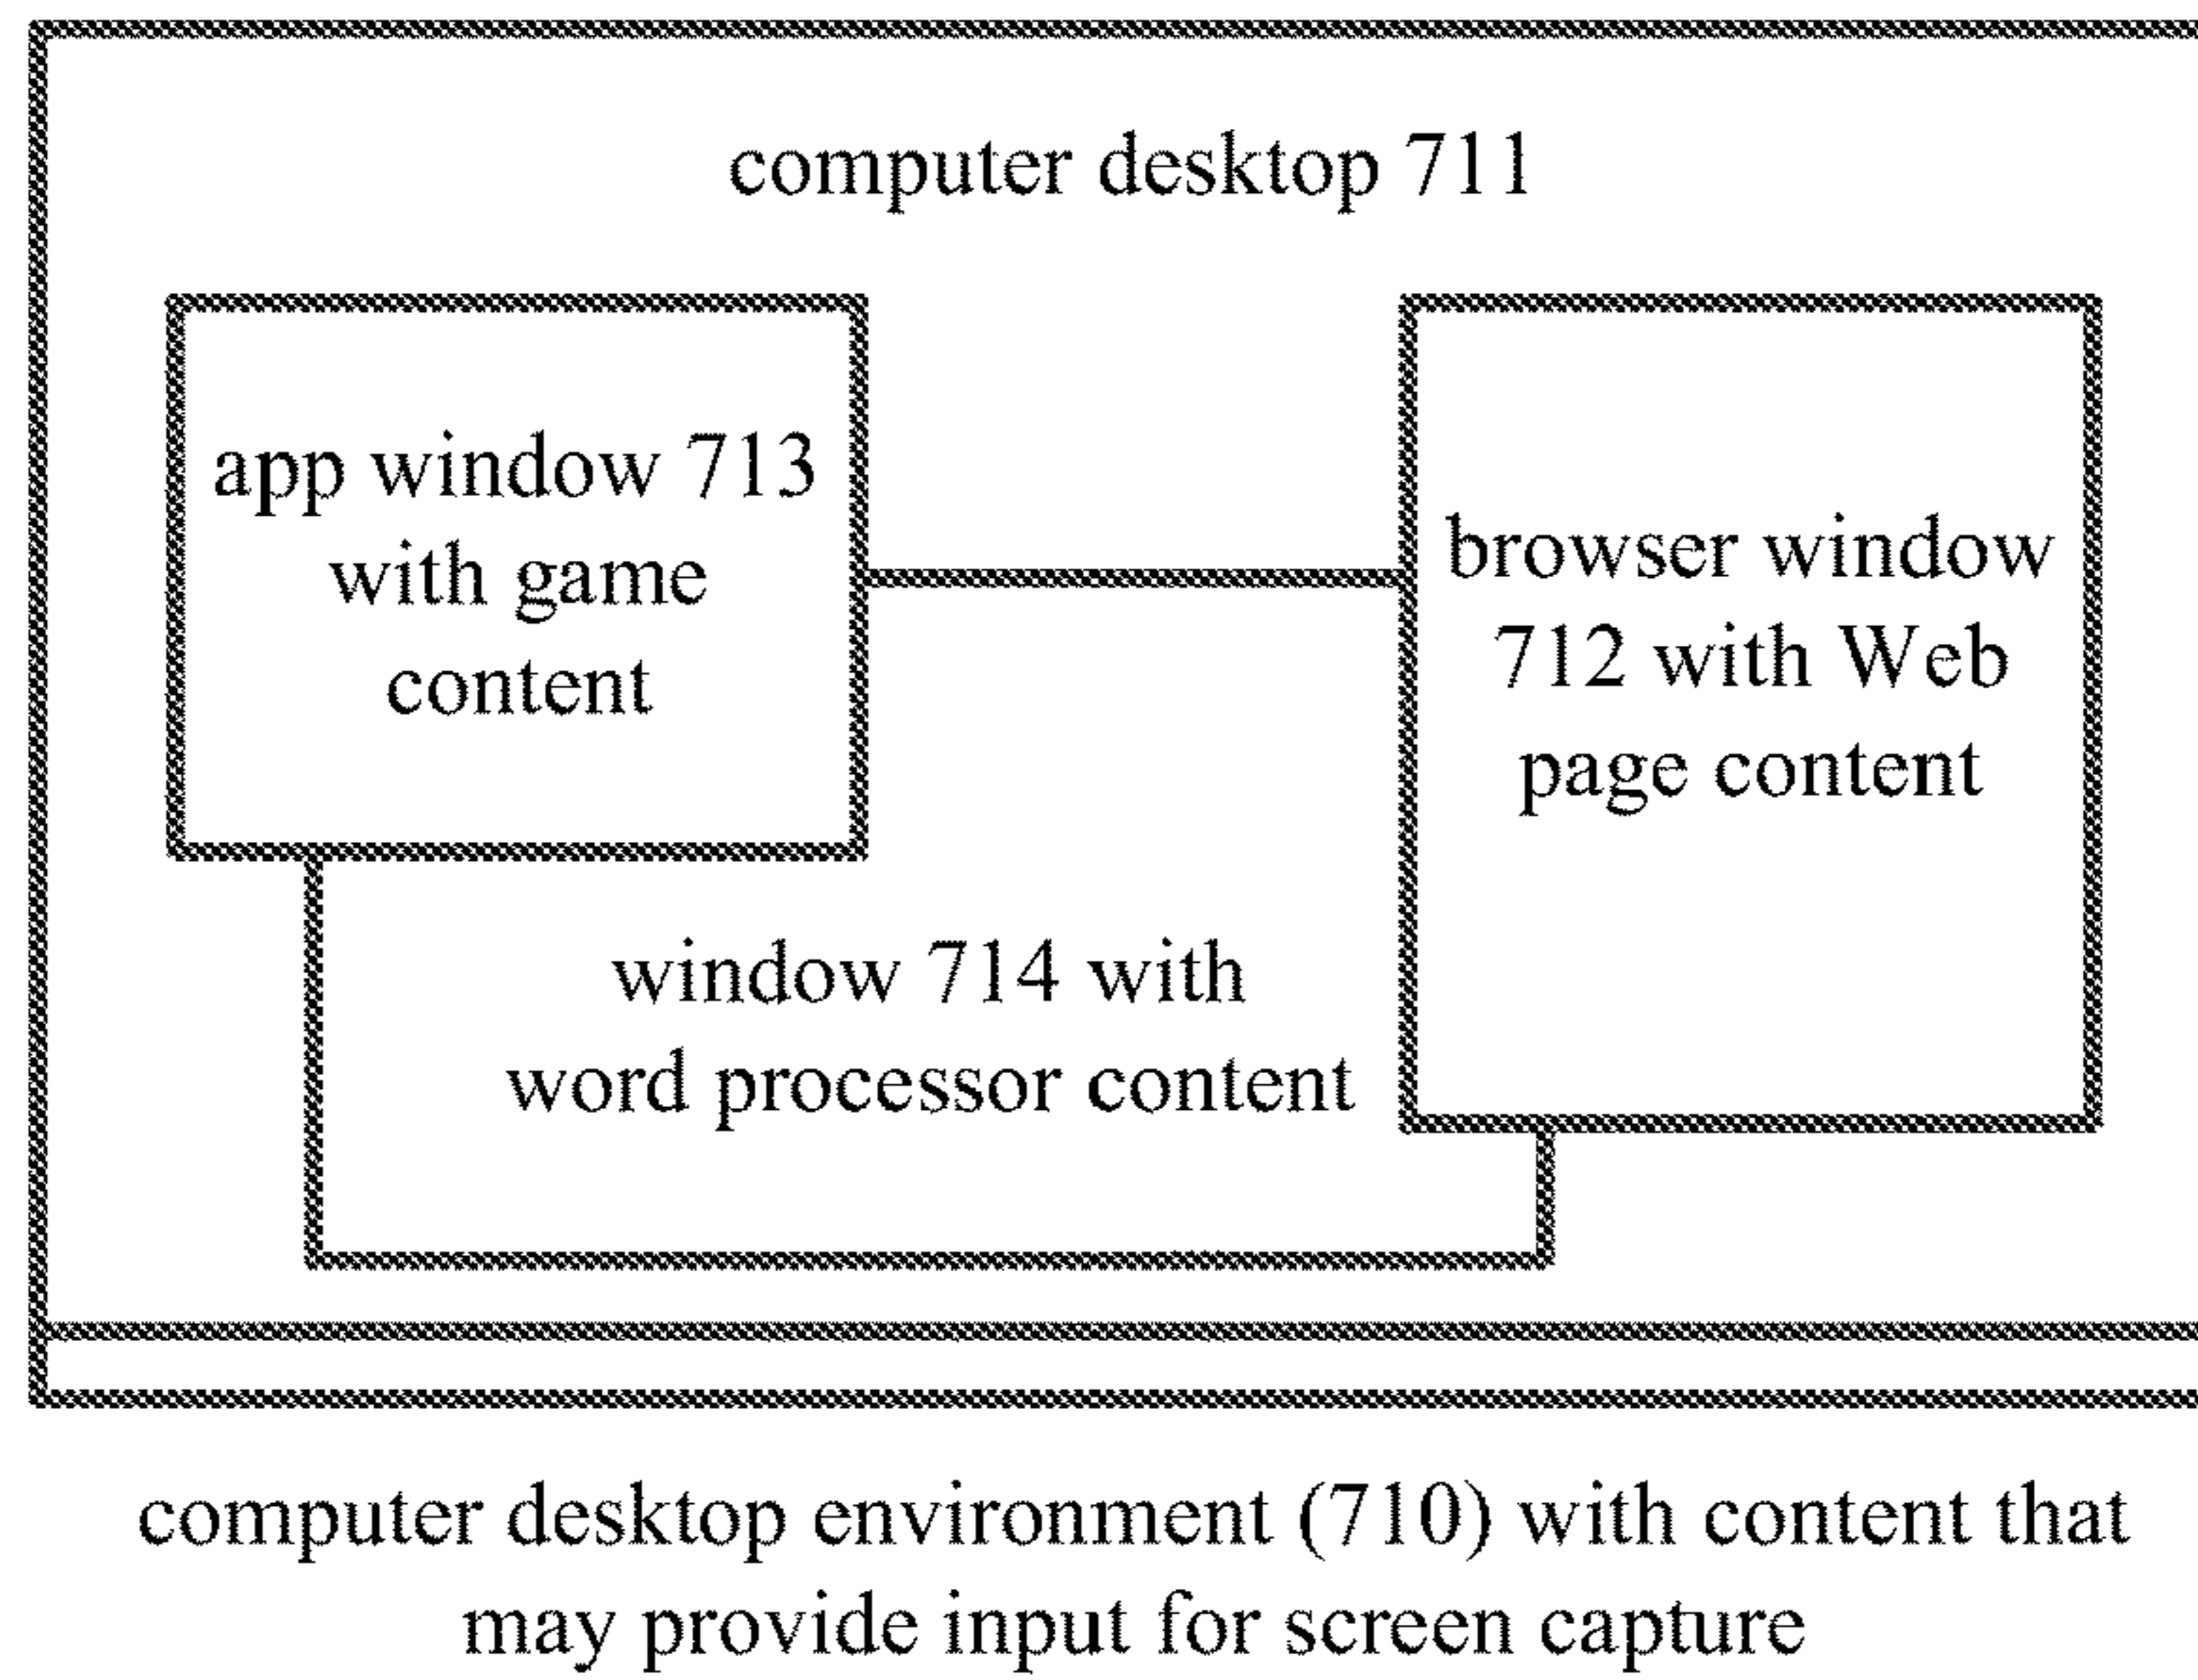 computer desktop 711
app window 713
with game
content
browser window
712 with Web
page content
window 714 with
word processor content
computer desktop environment (710) with content that
may provide input for screen capture